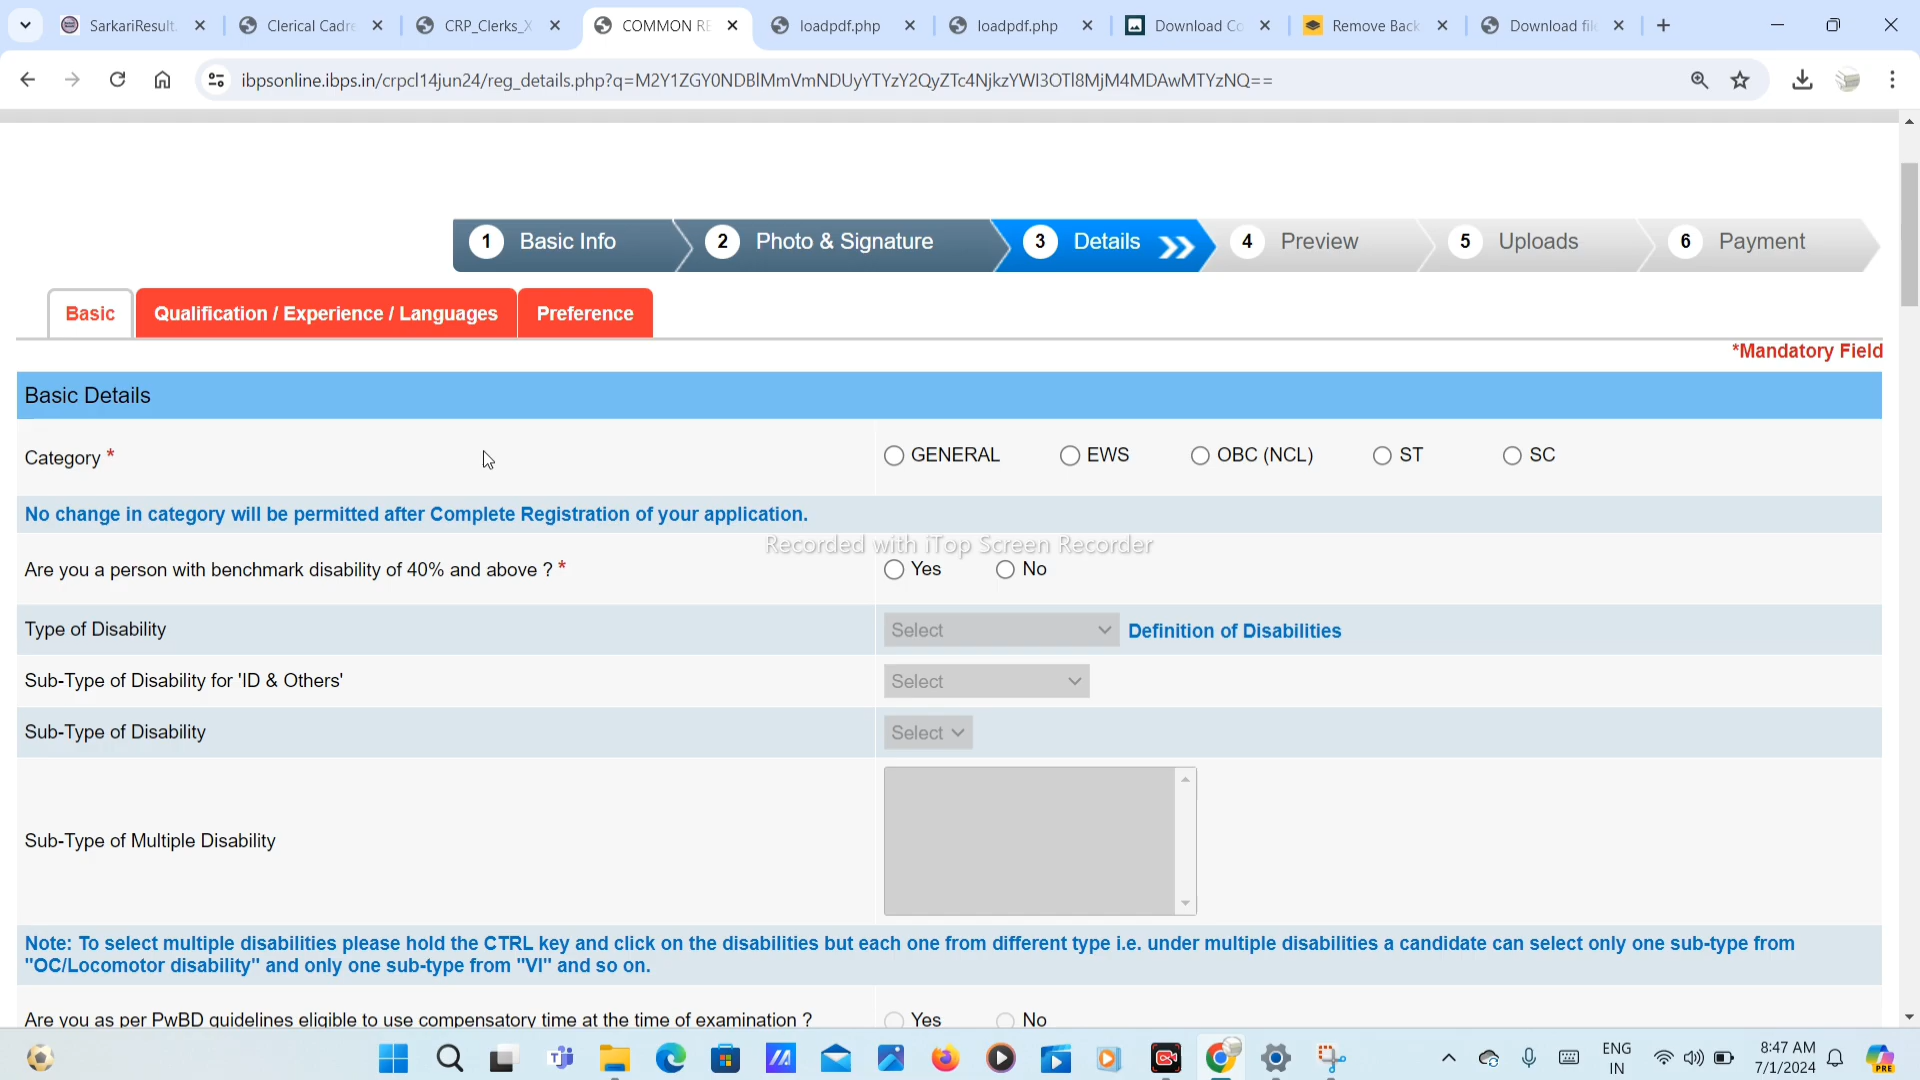 SarkariResult.
Clerical Cadre
CRP_Clerks_X
COMMON RE
loadpdf.php
loadpdf.php
Download Co
Remove Back
Download file
ibpsonline.ibps.in/crpcl14jun24/reg_details.php?q=M2Y1ZGY0NDBlMmVmNDUyYTYzY2QyZTc4NjkzYWI3OTI8MjM4MDAwMTYzNQ==
1 Basic Info
2 Photo & Signature
3 Details
4 Preview
5 Uploads
6 Payment
Basic
Qualification / Experience / Languages
Preference
*Mandatory Field
Basic Details
Category *
GENERAL
EWS
OBC (NCL)
ST
SC
No change in category will be permitted after Complete Registration of your application.
Recorded with iTop Screen Recorder
Are you a person with benchmark disability of 40% and above ? *
Yes
No
Type of Disability
Select
Definition of Disabilities
Sub-Type of Disability for 'ID & Others'
Select
Sub-Type of Disability
Select
Sub-Type of Multiple Disability
Note: To select multiple disabilities please hold the CTRL key and click on the disabilities but each one from different type i.e. under multiple disabilities a candidate can select only one sub-type from
"OC/Locomotor disability" and only one sub-type from "VI" and so on.
Are you as per PwBD guidelines eligible to use compensatory time at the time of examination ?
Yes
No
ENG
IN
8:47 AM
7/1/2024
PRE